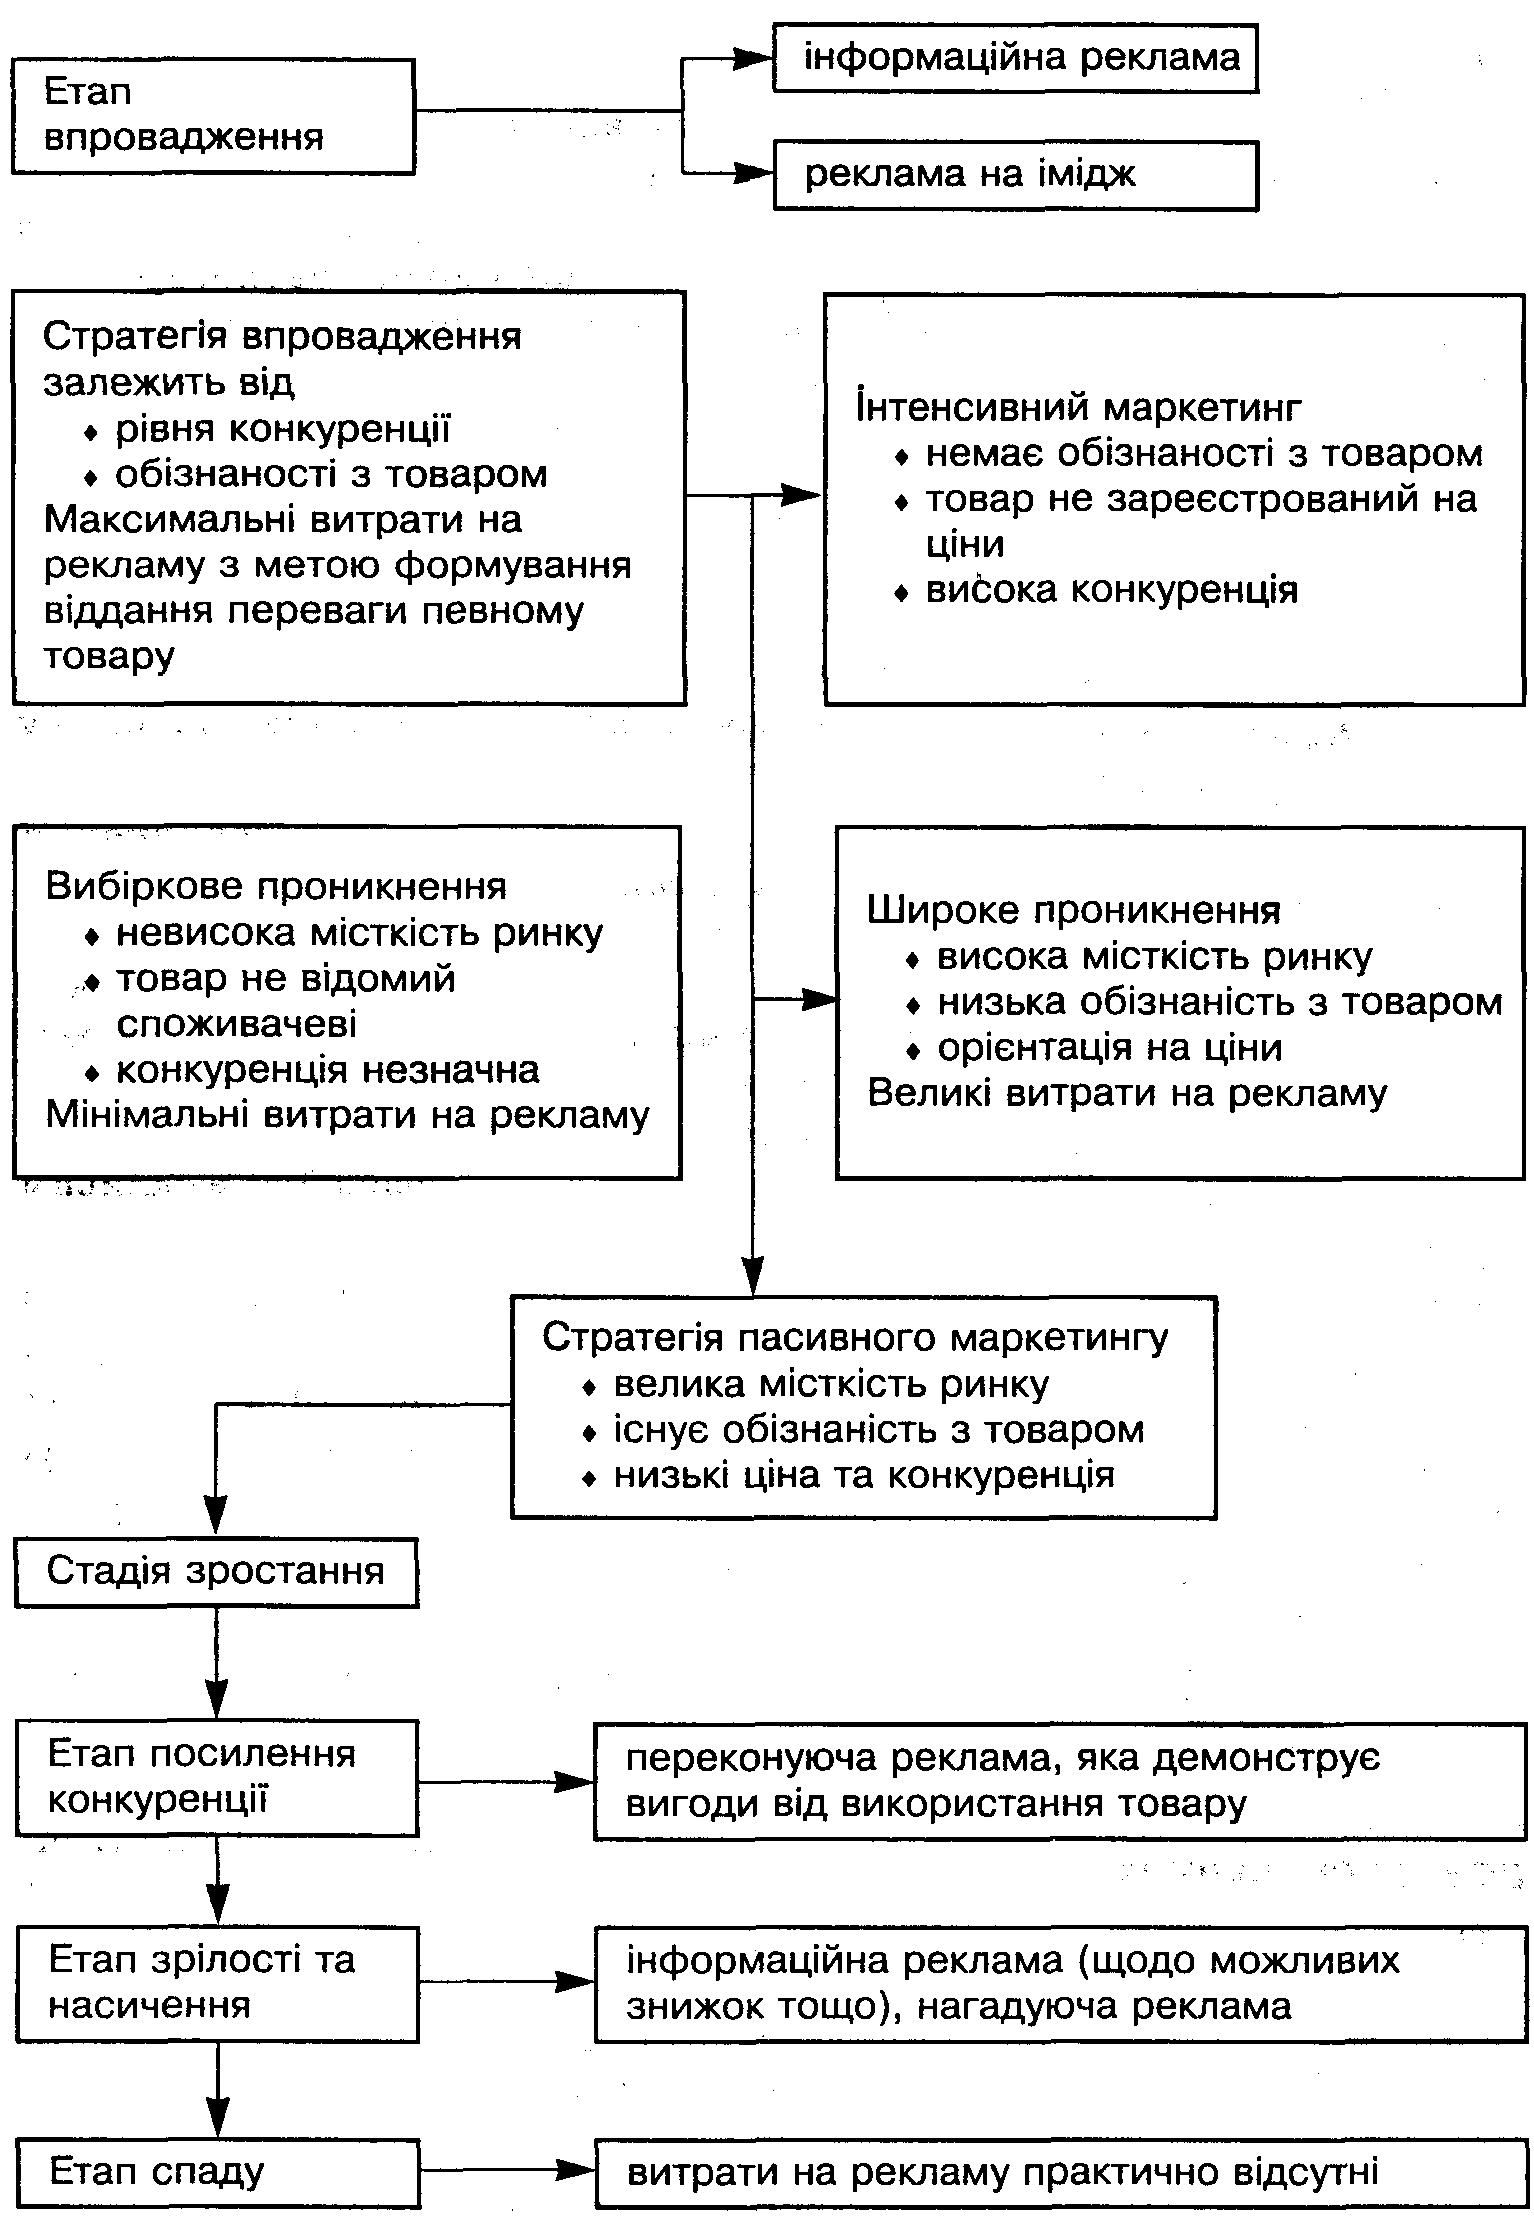 Етап
впровадження
інформаційна реклама
реклама на імідж
Стратегія впровадження
залежить від
♦ рівня конкуренції
♦ обізнаності з товаром
Максимальні витрати на
рекламу з метою формування
віддання переваги певному
товару
Інтенсивний маркетинг
♦ немає обізнаності з товаром
♦ товар не зареєстрований на
ціни
♦ висока конкуренція
Вибіркове проникнення
♦ невисока місткість ринку
♦ товар не відомий
споживачеві
♦ конкуренція незначна
Мінімальні витрати на рекламу
Широке проникнення
♦ висока місткість ринку
♦ низька обізнаність з товаром
♦ орієнтація на ціни
Великі витрати на рекламу
Стратегія пасивного маркетингу
♦ велика місткість ринку
♦ існує обізнаність з товаром
♦ низькі ціна та конкуренція
Стадія зростання
Етап посилення
конкуренції
переконуюча реклама, яка демонструє
вигоди від використання товару
Етап зрілості та
насичення
інформаційна реклама (щодо можливих
знижок тощо), нагадуюча реклама
Етап спаду
витрати на рекламу практично відсутні